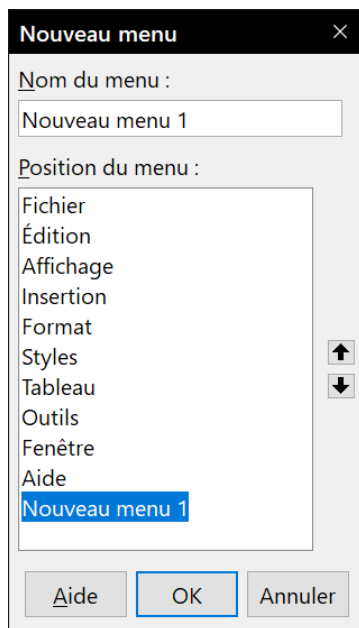 Nouveau menu
Nom du menu :
Nouveau menu 1
Position du menu :
Fichier
Édition
Affichage
Insertion
Format
Styles
Tableau
Outils
Fenêtre
Aide
Nouveau menu 1
Aide OK Annuler